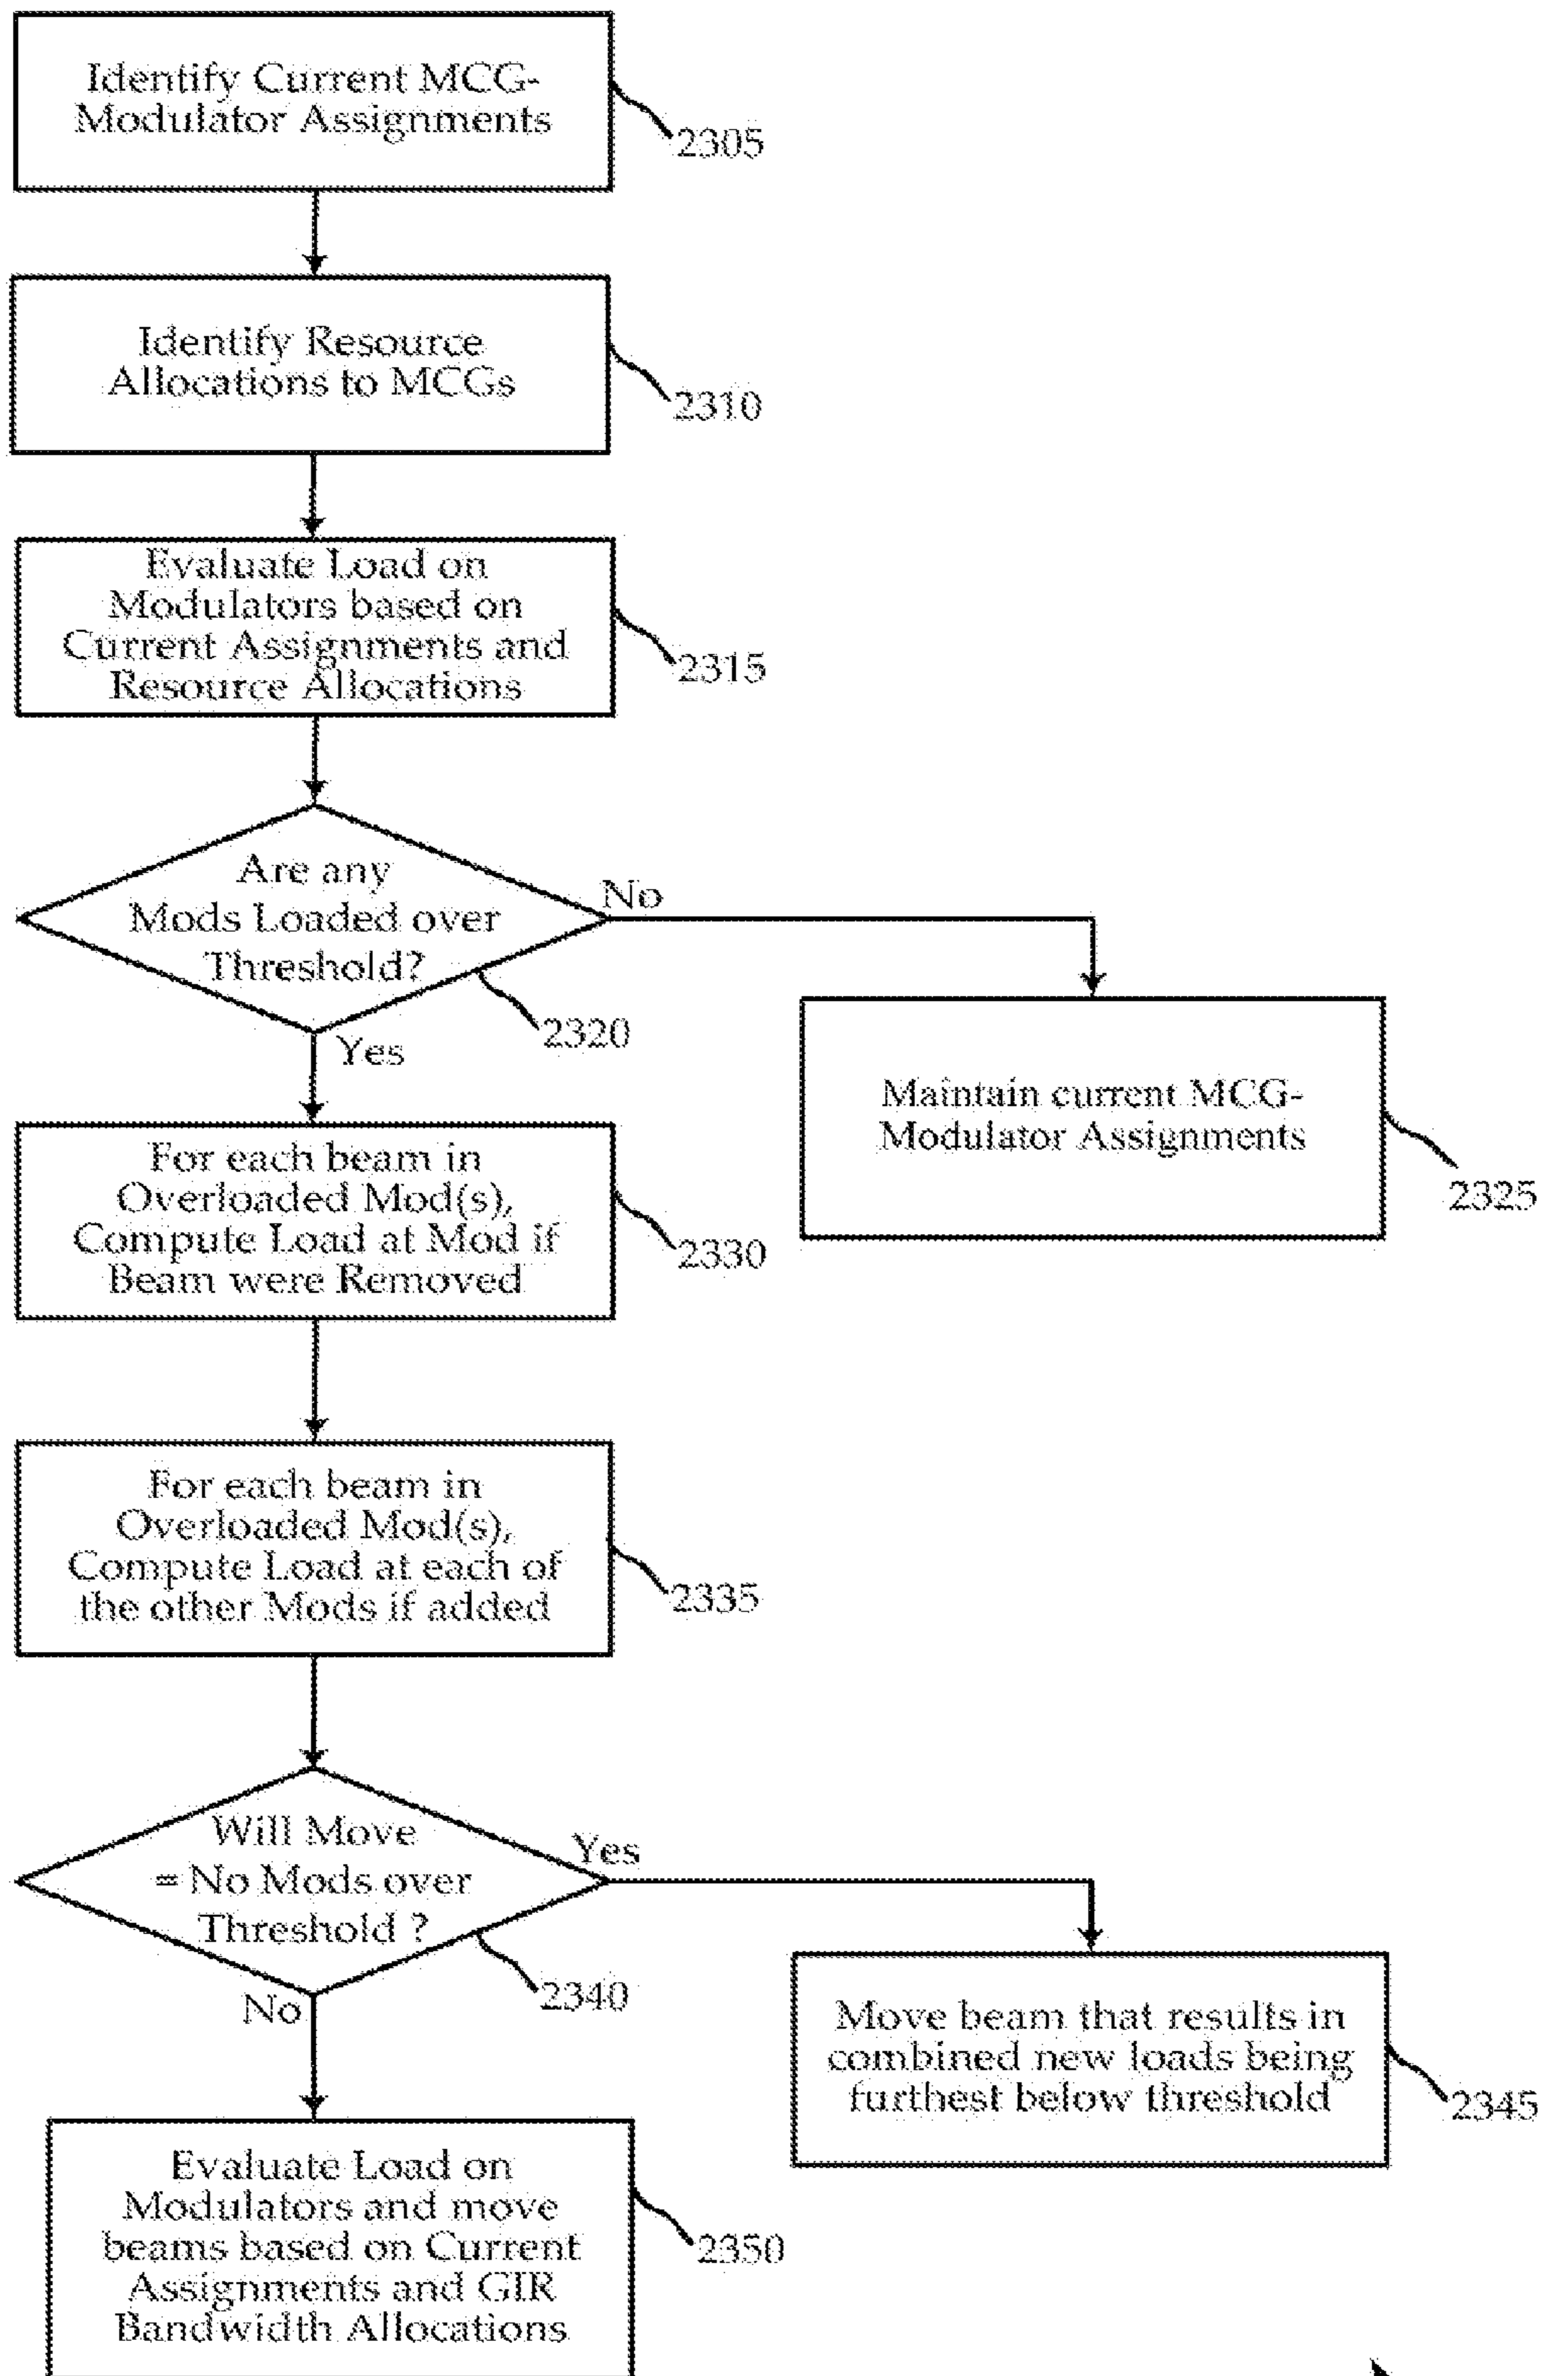 Identify Current MCG-
Modulator Assignments
2305
Identify Resource
Allocations to MCGs
2310
Evaluate Load on
Modulators based on
Current Assignments and
Resource Allocations
2315
Are any
Mods Loaded over
Threshold?
No
2320
Yes
Maintain current MCG-
Modulator Assignments
2325
For each beam in
Overloaded Mod(s),
Compute Load at Mod if
Beam were Removed
2330
For each beam in
Overloaded Mod(s),
Compute Load at each of
the other Mods if added
2335
Will Move
= No Mods over
Threshold ?
Yes
2340
No
Move beam that results in
combined new loads being
furthest below threshold
2345
Evaluate Load on
Modulators and move
beams based on Current
Assignments and GIR
Bandwidth Allocations
2350